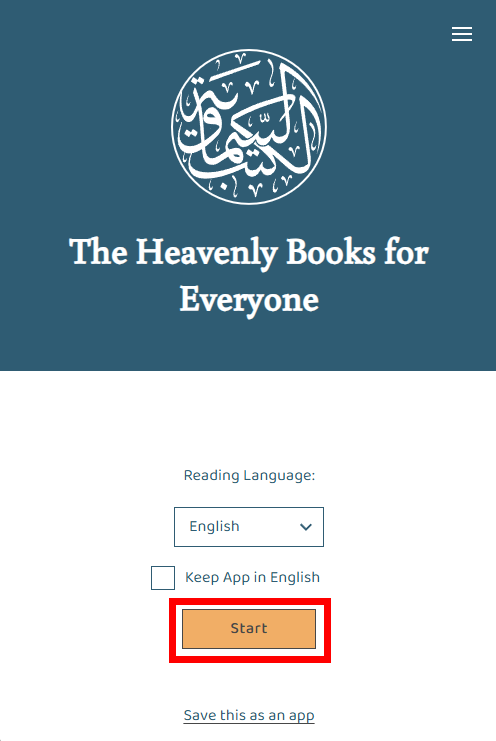 الكتب السماوية
The Heavenly Books for
Everyone
Reading Language:
English
Keep App in English
Start
Save this as an app